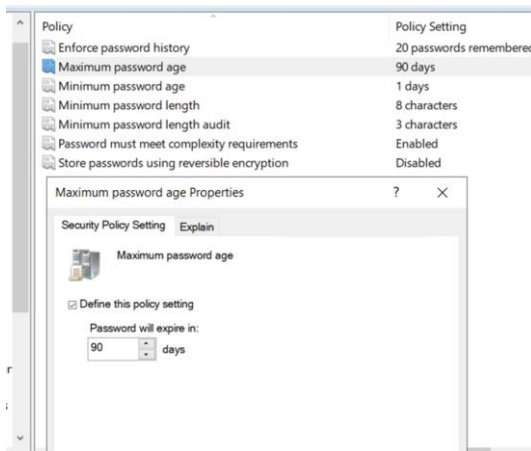 Policy Policy Setting
Enforce password history 20 passwords remembered
Maximum password age 90 days
Minimum password age 1 days
Minimum password length 8 characters
Minimum password length audit 3 characters
Password must meet complexity requirements Enabled
Store passwords using reversible encryption Disabled
Maximum password age Properties ?
Security Policy Setting Explain
Maximum password age
Define this policy setting
Password will expire in:
90 days